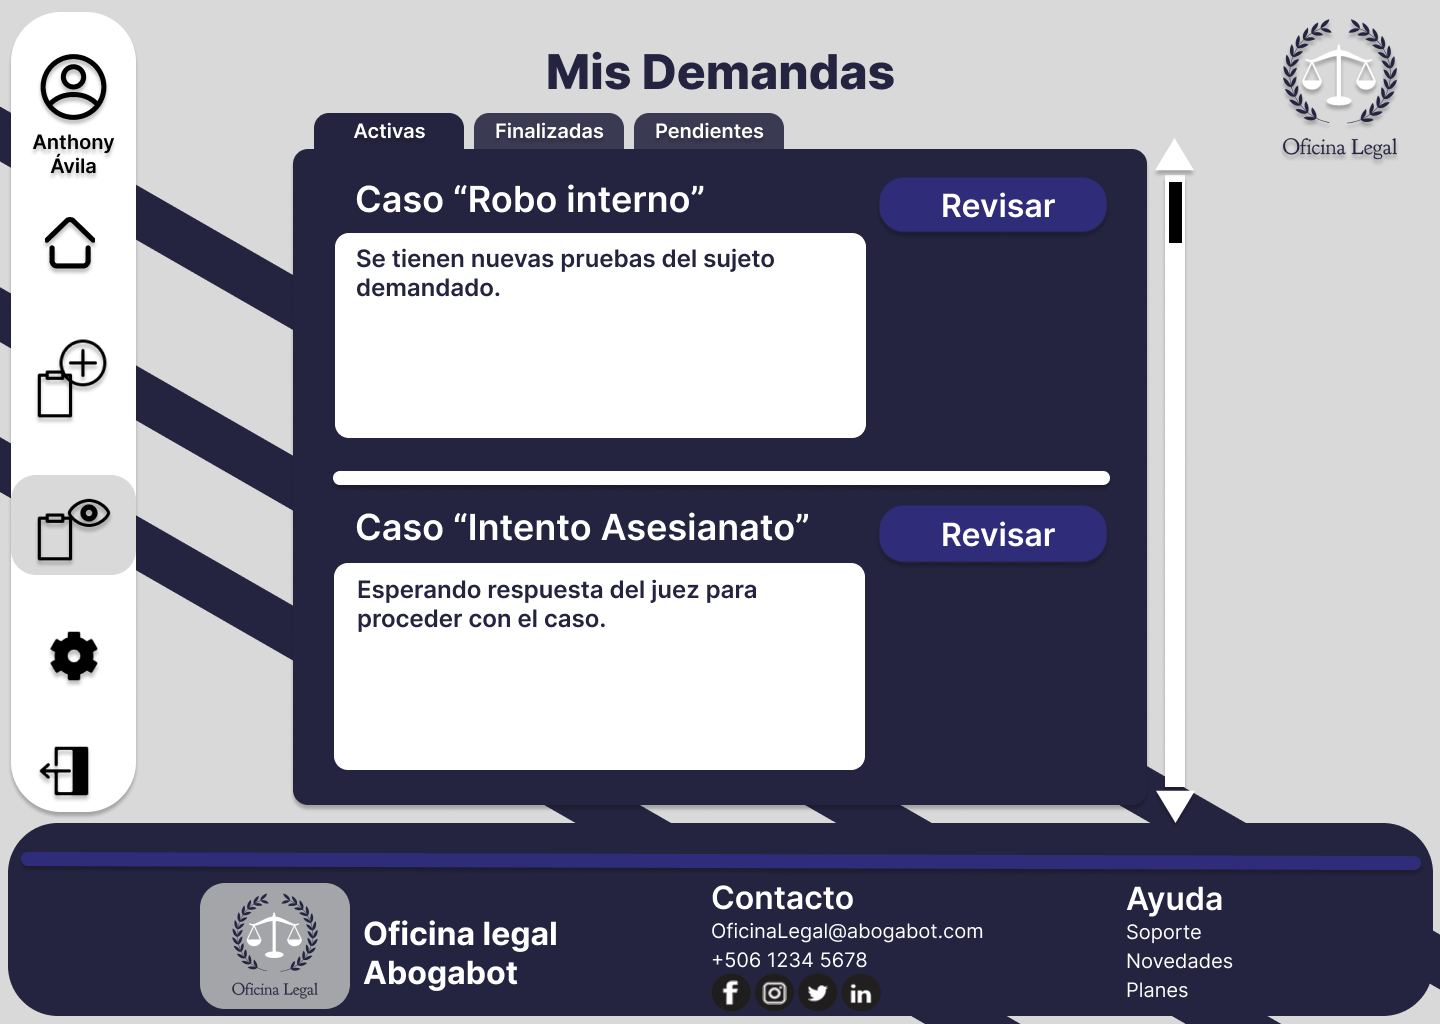 Mis Demandas
Oficina Legal
Anthony
Ávila
Activas
Finalizadas
Pendientes
Caso “Robo interno”
Revisar
Se tienen nuevas pruebas del sujeto
demandado.
Caso “Intento Asesianato”
Revisar
Esperando respuesta del juez para
proceder con el caso.
Oficina Legal
Oficina legal
Abogabot
Contacto
OficinaLegal@abogabot.com
+506 1234 5678
Ayuda
Soporte
Novedades
Planes